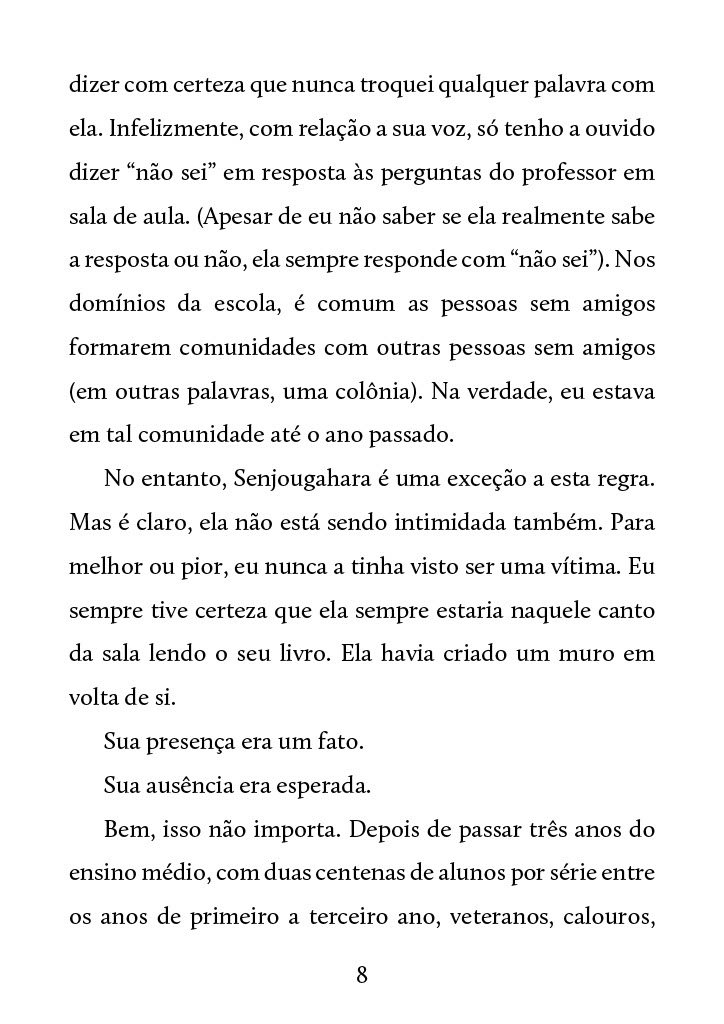 dizer com certeza que nunca troquei qualquer palavra com
ela. Infelizmente, com relação a sua voz, só tenho a ouvido
dizer “não sei” em resposta às perguntas do professor em
sala de aula. (Apesar de eu não saber se ela realmente sabe
a resposta ou não, ela sempre responde com “não sei”). Nos
domínios da escola, é comum as pessoas sem amigos
formarem comunidades com outras pessoas sem amigos
(em outras palavras, uma colônia). Na verdade, eu estava
em tal comunidade até o ano passado.
No entanto, Senjougahara é uma exceção a esta regra.
Mas é claro, ela não está sendo intimidada também. Para
melhor ou pior, eu nunca a tinha visto ser uma vítima. Eu
sempre tive certeza que ela sempre estaria naquele canto
da sala lendo o seu livro. Ela havia criado um muro em
volta de si.
Sua presença era um fato.
Sua ausência era esperada.
Bem, isso não importa. Depois de passar três anos do
ensino médio, com duas centenas de alunos por série entre
os anos de primeiro a terceiro ano, veteranos, calouros,
8